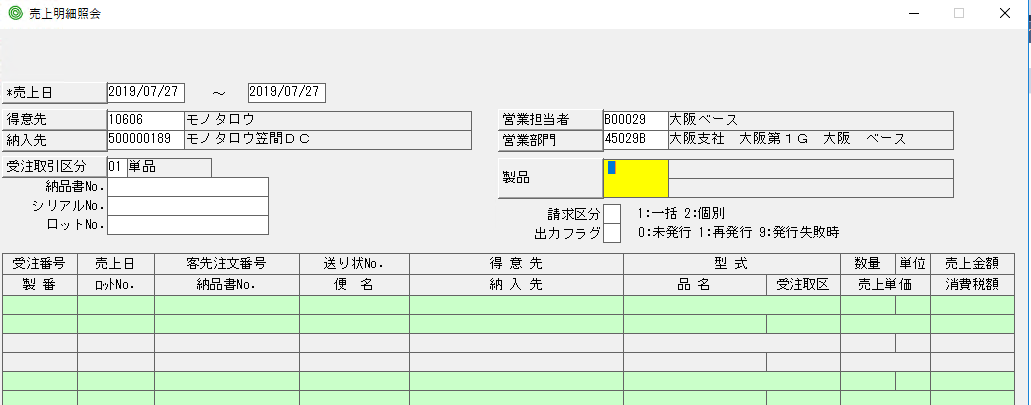 売上明細照会
*売上日 2019/07/27 ～ 2019/07/27
得意先 10606 モノタロウ 営業担当者 B00029 大阪ベース
納入先 500000189 モノタロウ笠間ＤＣ 営業部門 45029B 大阪支社 大阪第１Ｇ 大阪 ベース
受注取引区分 01 単品 製品
納品書No.
シリアルNo.
ロットNo.
請求区分 1:一括 2:個別
出力フラグ 0:未発行 1:再発行 9:発行失敗時
受注番号 売上日 客先注文番号 送り状No. 得意先 型式 数量 単位 売上金額
製番 ﾛｯﾄNo. 納品書No. 便名 納入先 品名 受注取区 売上単価 消費税額